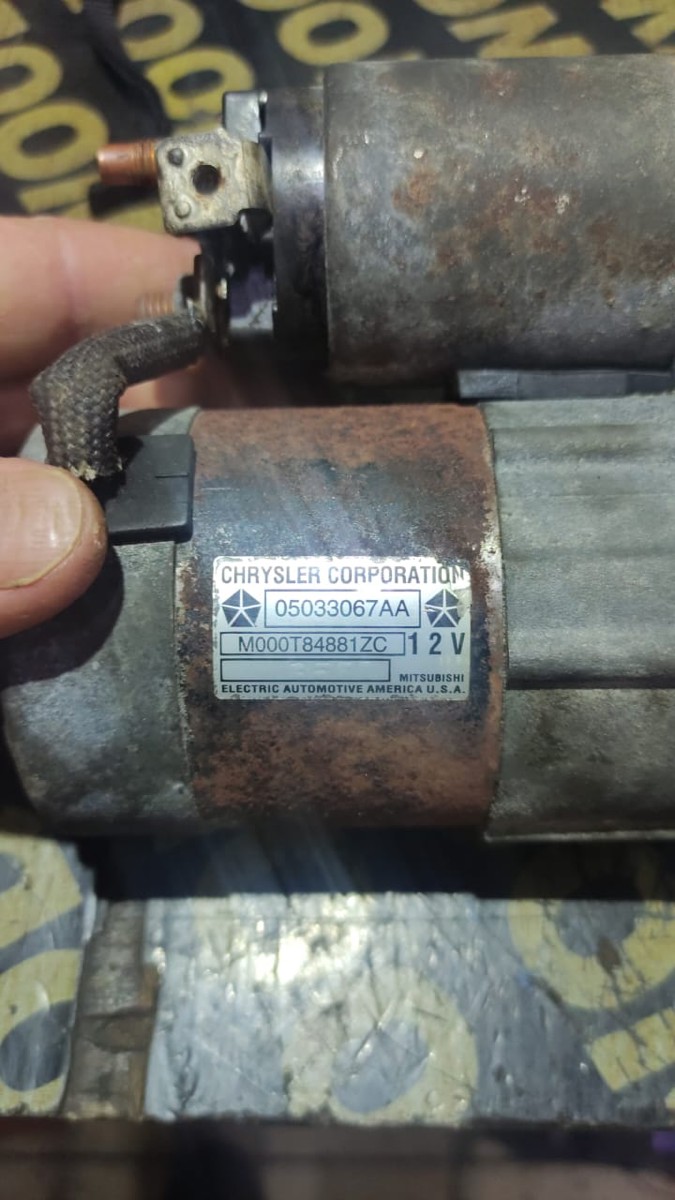 CHRYSLER CORPORATION
05033067AA
M000T84881ZC 12V
MITSUBISHI
ELECTRIC AUTOMOTIVE AMERICA U.S.A.